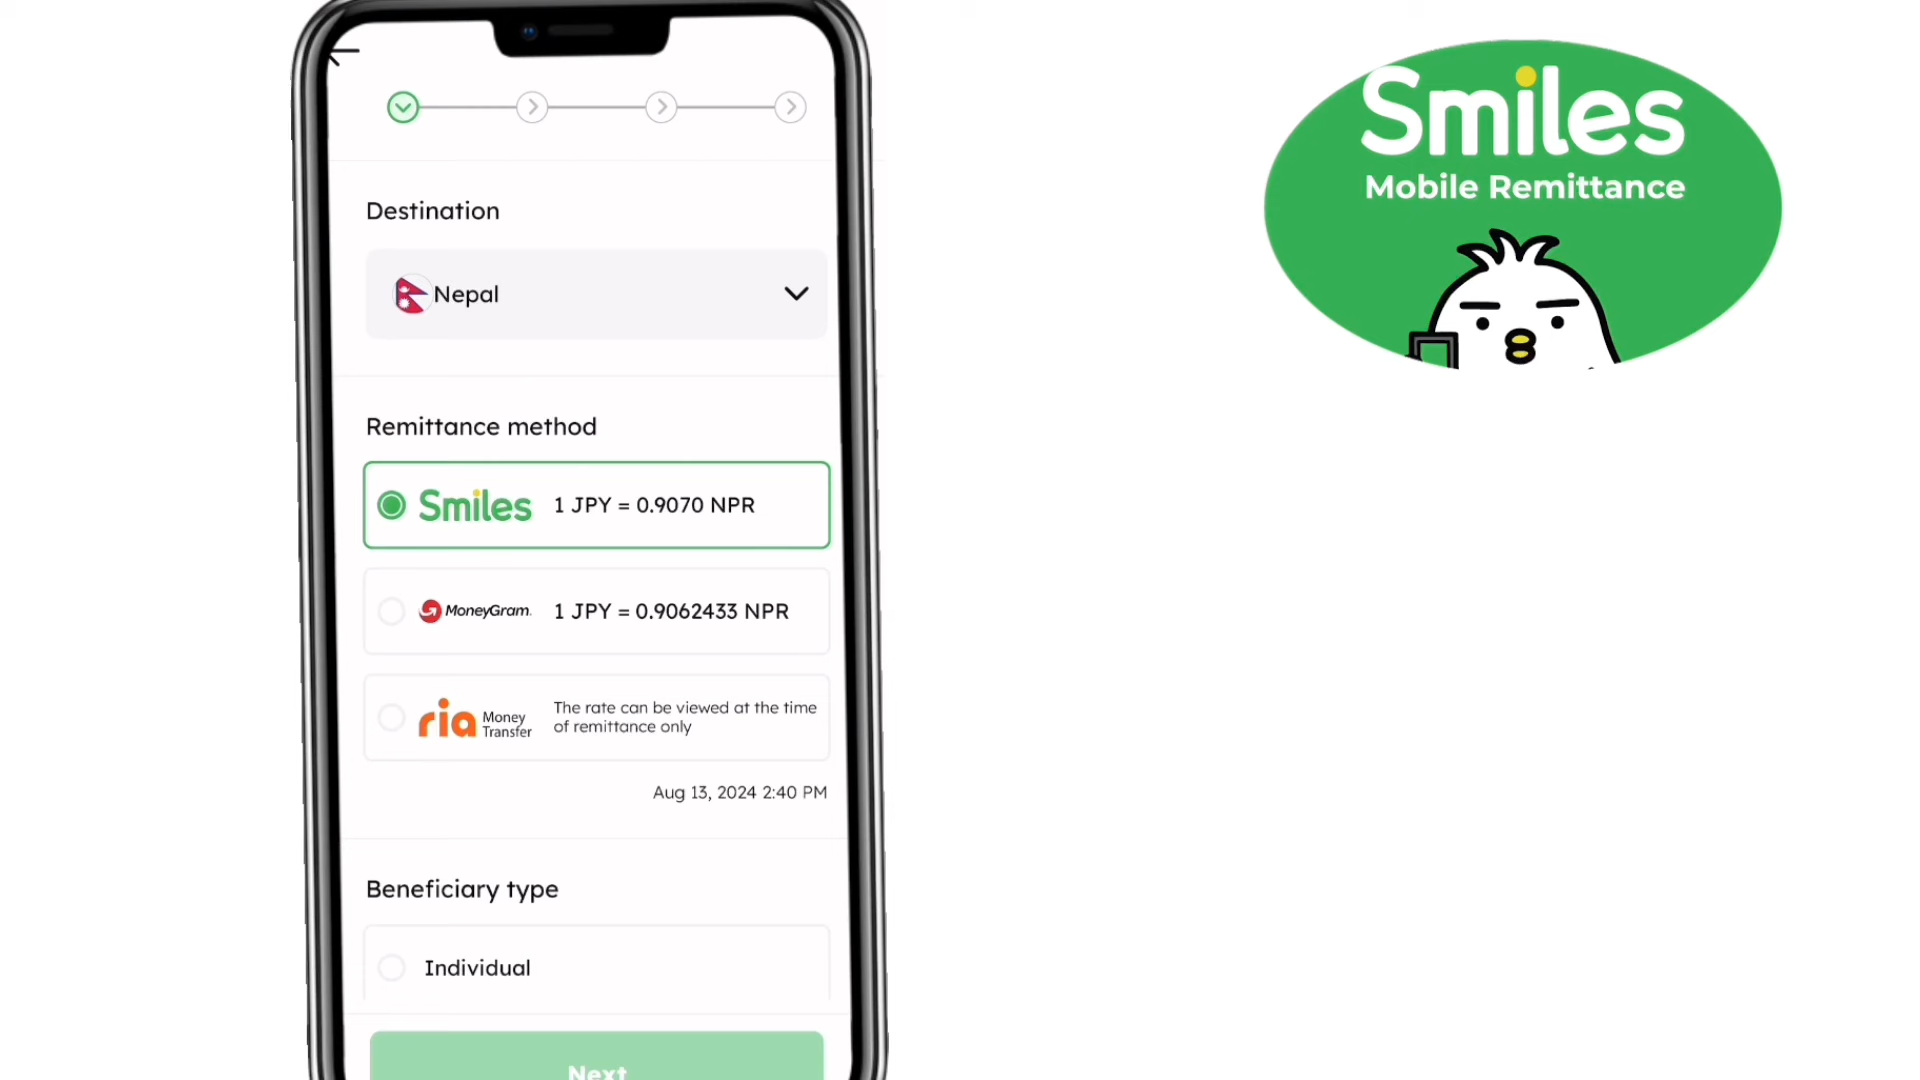 Destination
Nepal
Remittance method
Smiles 1 JPY = 0.9070 NPR
MoneyGram. 1 JPY = 0.9062433 NPR
ria Money Transfer The rate can be viewed at the time
of remittance only
Aug 13, 2024 2:40 PM
Beneficiary type
Individual
Next
Smiles
Mobile Remittance